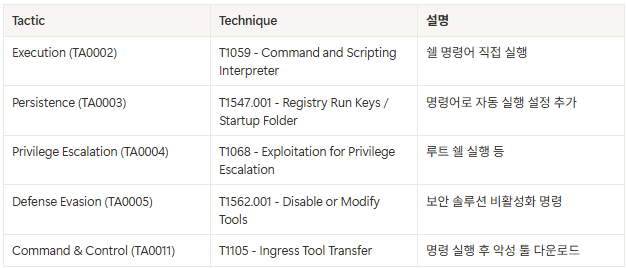 Tactic Technique 설명
Execution (TA0002) T1059 - Command and Scripting 쉘 명령어 직접 실행
Interpreter
Persistence (TA0003) T1547.001 - Registry Run Keys / 명령어로 자동 실행 설정 추가
Startup Folder
Privilege Escalation (TA0004) T1068 - Exploitation for Privilege 루트 쉘 실행 등
Escalation
Defense Evasion (TA0005) T1562.001 - Disable or Modify 보안 솔루션 비활성화 명령
Tools
Command & Control (TA0011) T1105 - Ingress Tool Transfer 명령 실행 후 악성 툴 다운로드